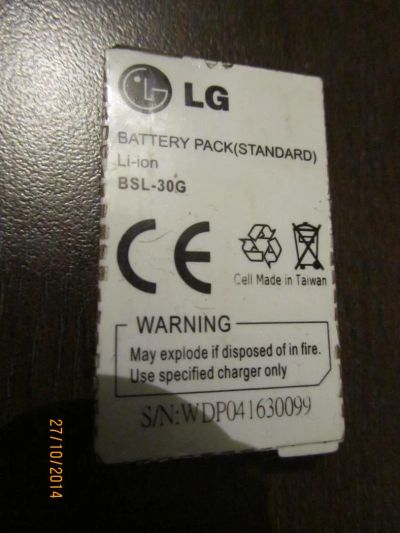 LG
BATTERY PACK(STANDARD)
Li-ion
BSL-30G
CE
Cell Made in Taiwan
WARNING
May explode if disposed of in fire.
Use specified charger only
S/N:WDP041630099
27/10/2014